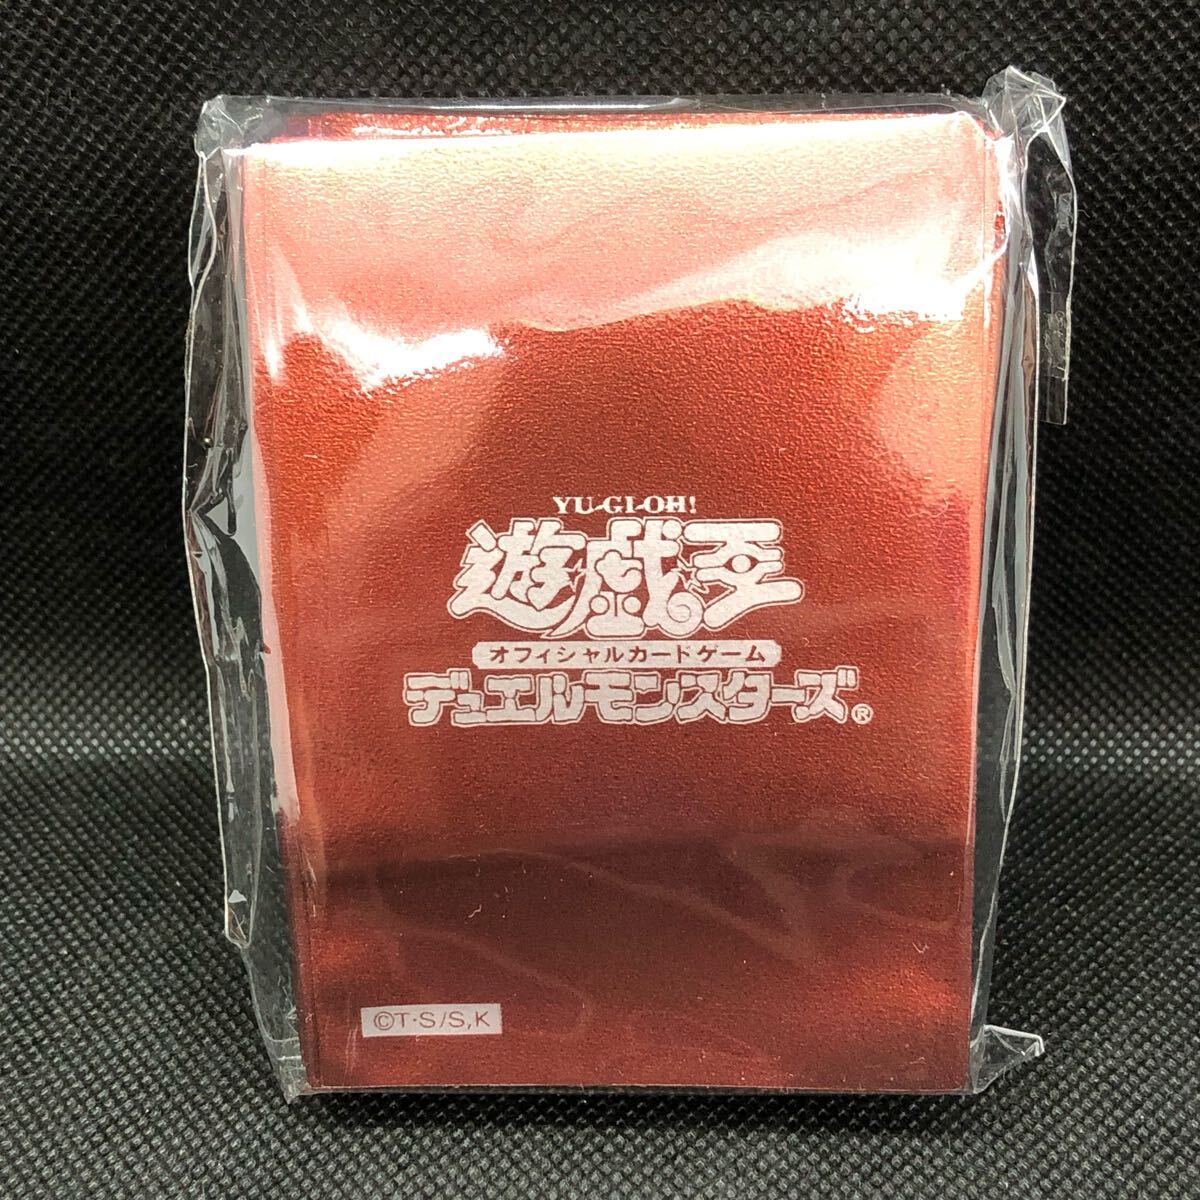 YU-GI-OH!
遊戯王
オフィシャルカードゲーム
デュエルモンスターズ®
©T·S/S,K